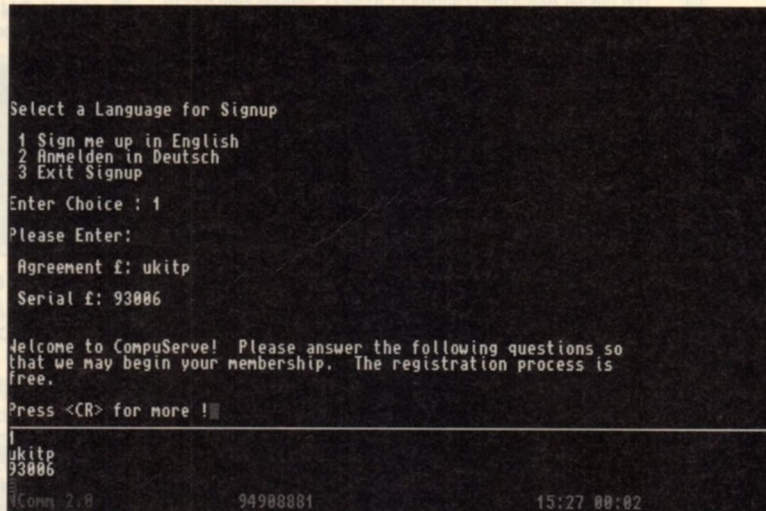 Select a Language for Signup
1 Sign me up in English
2 Anmelden in Deutsch
3 Exit Signup
Enter Choice : 1
Please Enter:
Agreement £: ukitp
Serial £: 93006
Welcome to CompuServe! Please answer the following questions so
that we may begin your membership. The registration process is
free.
Press <CR> for more !
1
ukitp
93006
NComm 2.0 94908881 15:27 00:02